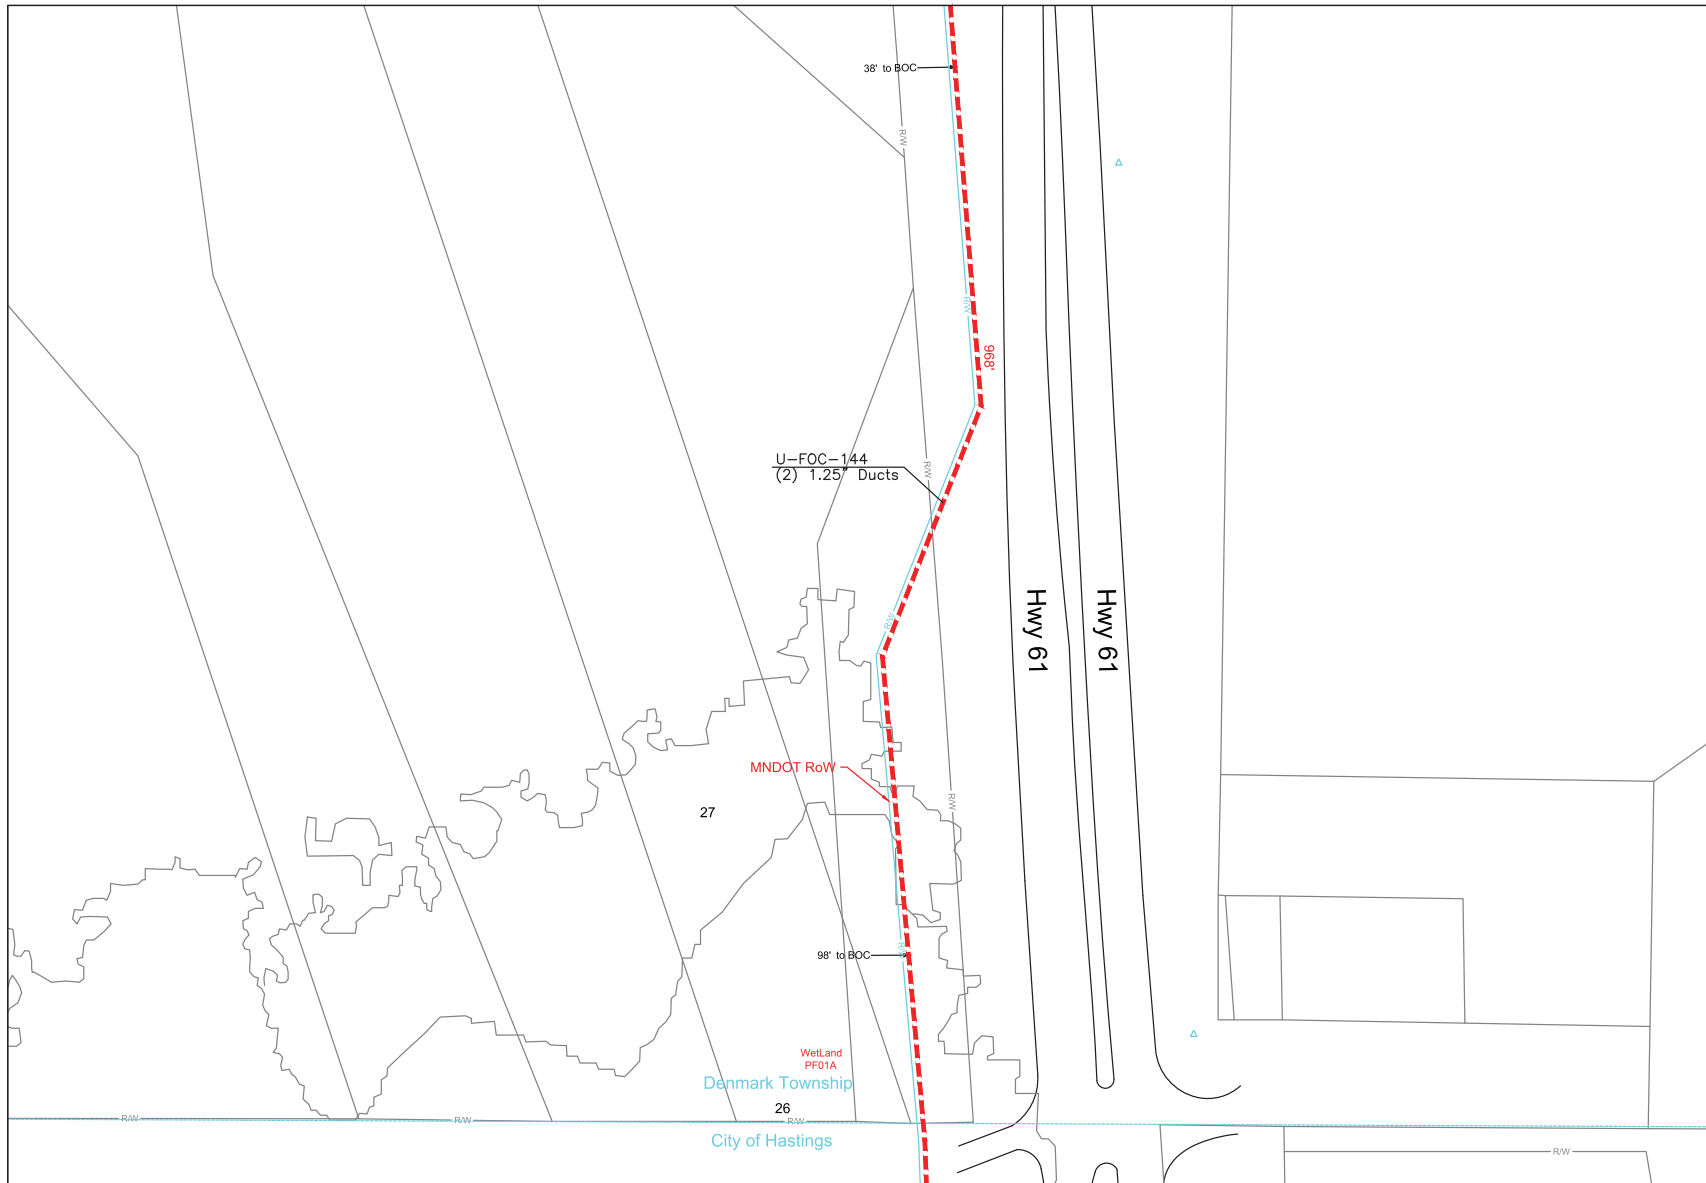 38' to BOC
R/W
R/W
968'
U-FOC-144
(2) 1.25" Ducts
R/W
Hwy 61
Hwy 61
R/W
MNDOT RoW
R/W
27
98' to BOC
R/W
WetLand
PF01A
Denmark Township
26
R/W
R/W
R/W
City of Hastings
R/W